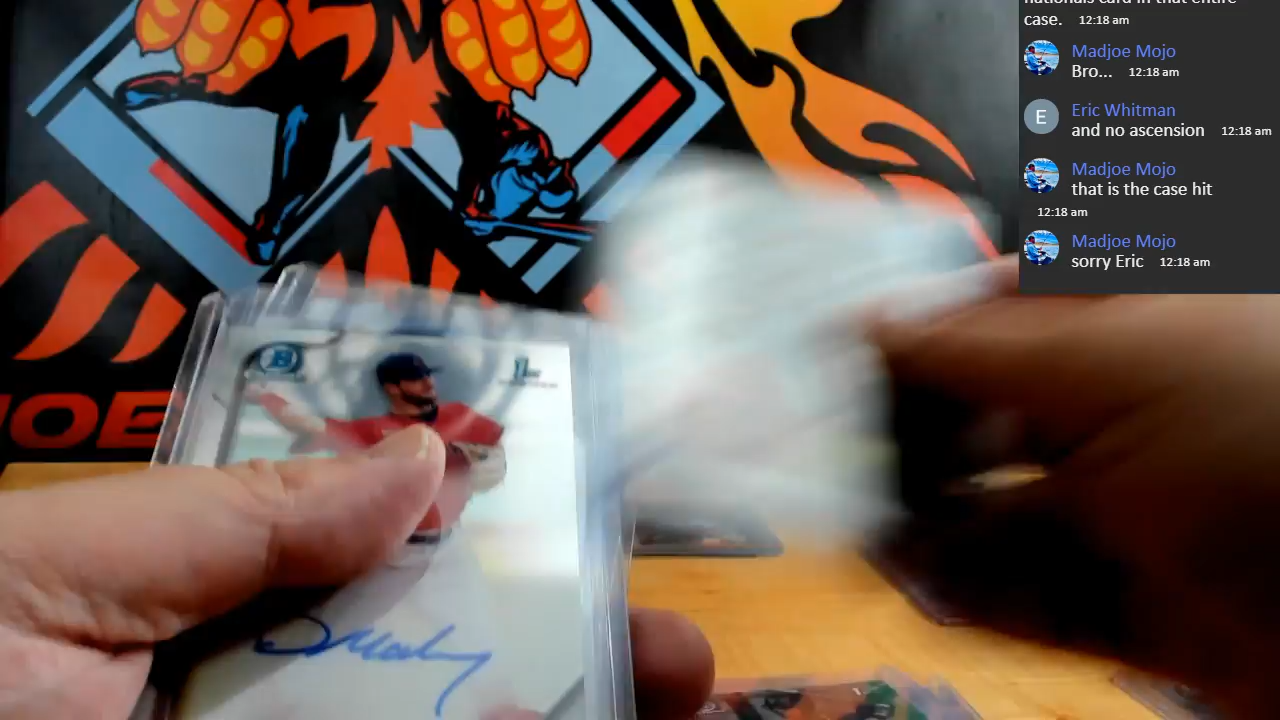 nationals card in that entire
case. 12:18 am
Madjoe Mojo
Bro... 12:18 am
E
Eric Whitman
and no ascension 12:18 am
Madjoe Mojo
that is the case hit
12:18 am
Madjoe Mojo
sorry Eric 12:18 am
B
1st
JOE